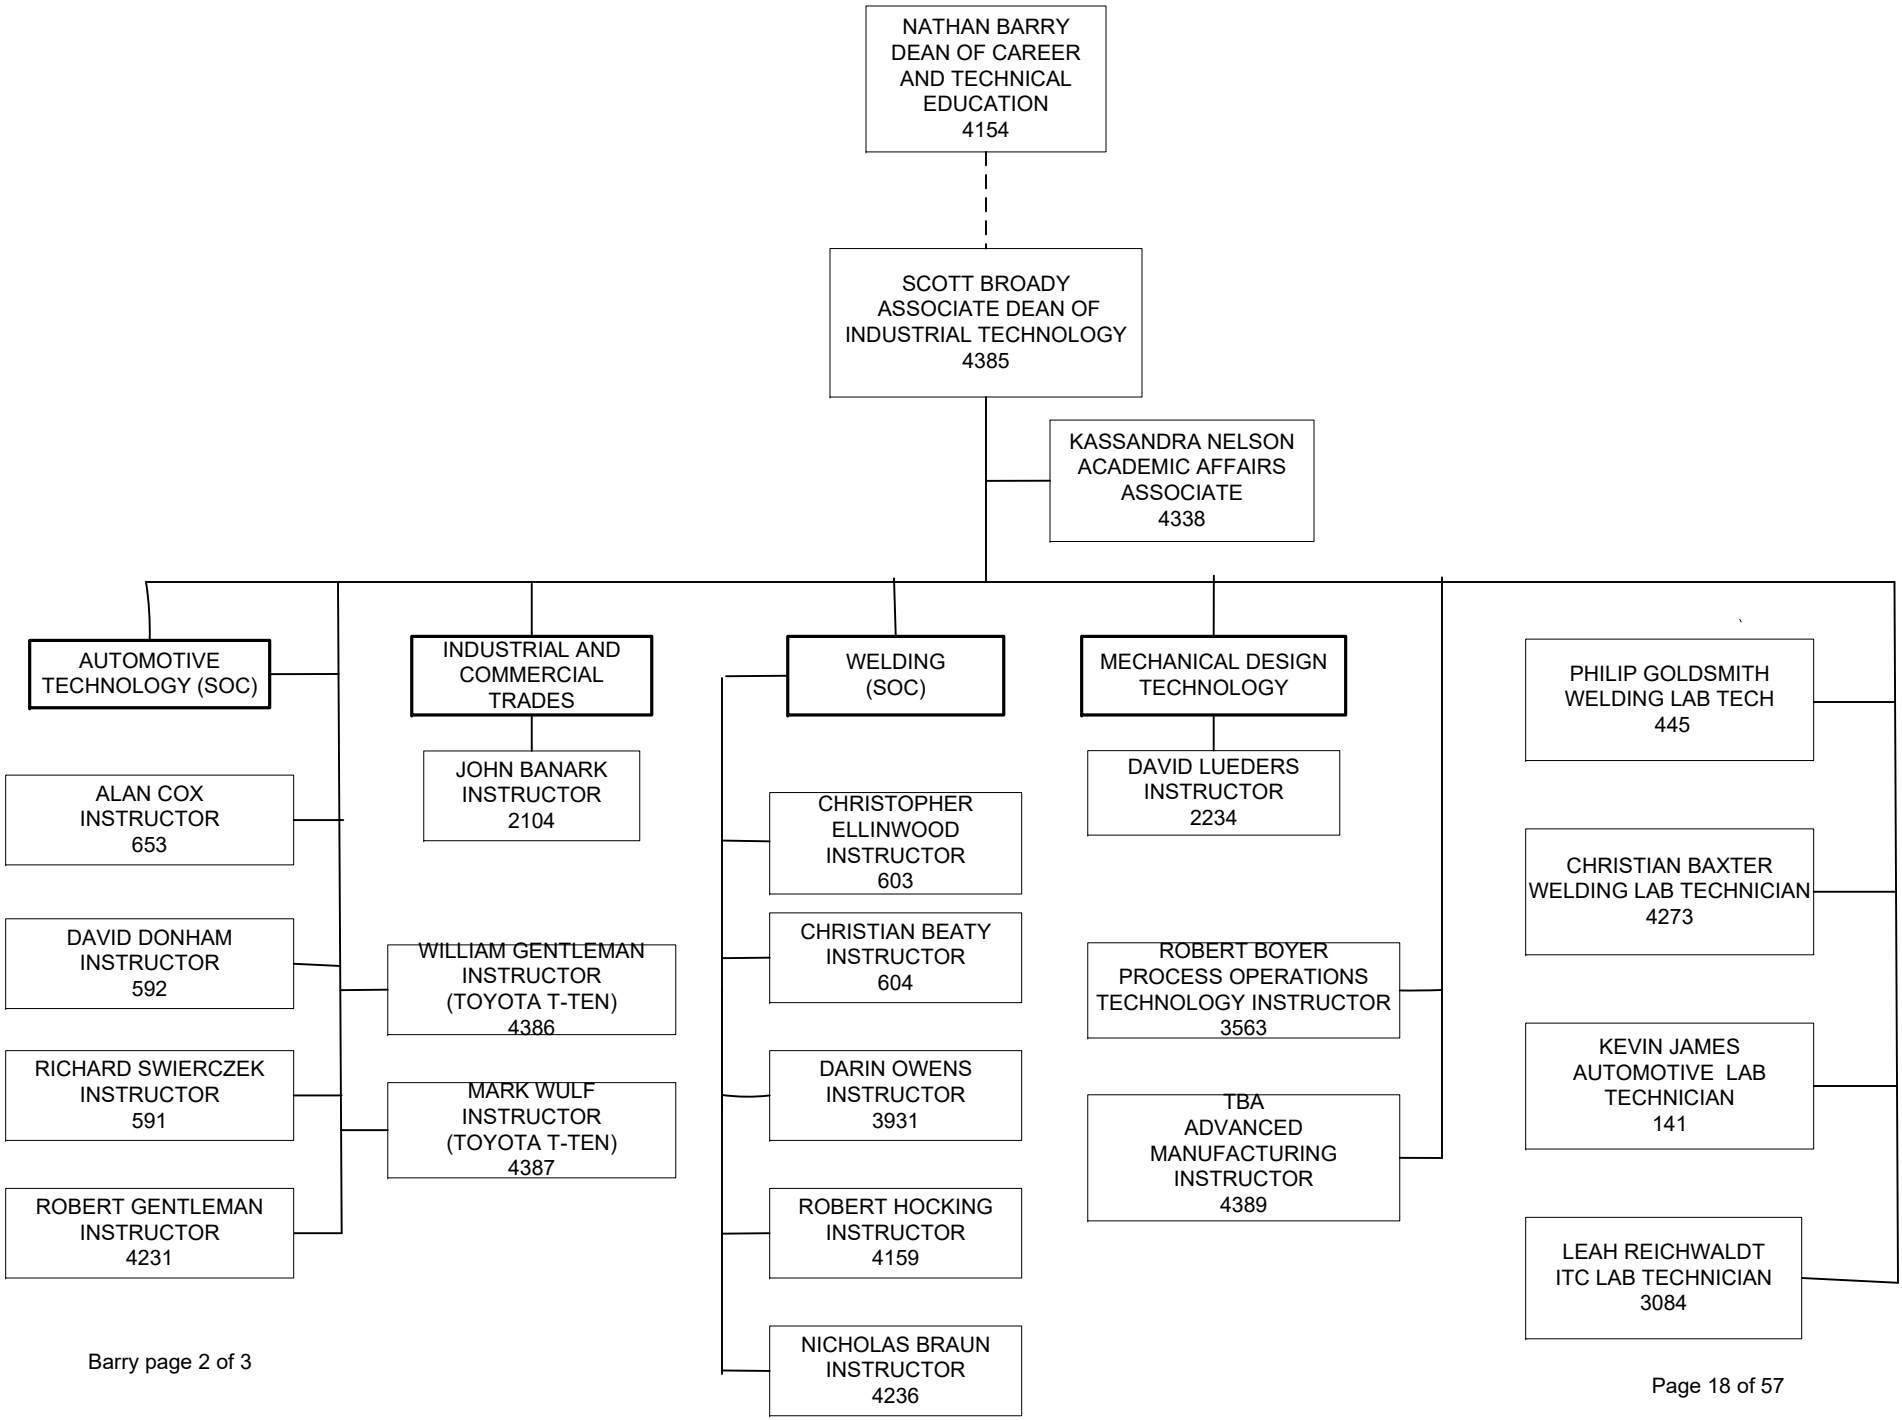 NATHAN BARRY
DEAN OF CAREER
AND TECHNICAL
EDUCATION
4154
SCOTT BROADY
ASSOCIATE DEAN OF
INDUSTRIAL TECHNOLOGY
4385
KASSANDRA NELSON
ACADEMIC AFFAIRS
ASSOCIATE
4338
AUTOMOTIVE
TECHNOLOGY (SOC)
ALAN COX
INSTRUCTOR
653
DAVID DONHAM
INSTRUCTOR
592
RICHARD SWIERCZEK
INSTRUCTOR
591
ROBERT GENTLEMAN
INSTRUCTOR
4231
WILLIAM GENTLEMAN
INSTRUCTOR
(TOYOTA T-TEN)
4386
MARK WULF
INSTRUCTOR
(TOYOTA T-TEN)
4387
INDUSTRIAL AND
COMMERCIAL
TRADES
JOHN BANARK
INSTRUCTOR
2104
WELDING
(SOC)
CHRISTOPHER
ELLINWOOD
INSTRUCTOR
603
CHRISTIAN BEATY
INSTRUCTOR
604
DARIN OWENS
INSTRUCTOR
3931
ROBERT HOCKING
INSTRUCTOR
4159
NICHOLAS BRAUN
INSTRUCTOR
4236
MECHANICAL DESIGN
TECHNOLOGY
DAVID LUEDERS
INSTRUCTOR
2234
ROBERT BOYER
PROCESS OPERATIONS
TECHNOLOGY INSTRUCTOR
3563
TBA
ADVANCED
MANUFACTURING
INSTRUCTOR
4389
PHILIP GOLDSMITH
WELDING LAB TECH
445
CHRISTIAN BAXTER
WELDING LAB TECHNICIAN
4273
KEVIN JAMES
AUTOMOTIVE  LAB
TECHNICIAN
141
LEAH REICHWALDT
ITC LAB TECHNICIAN
3084
Barry page 2 of 3
Page 18 of 57